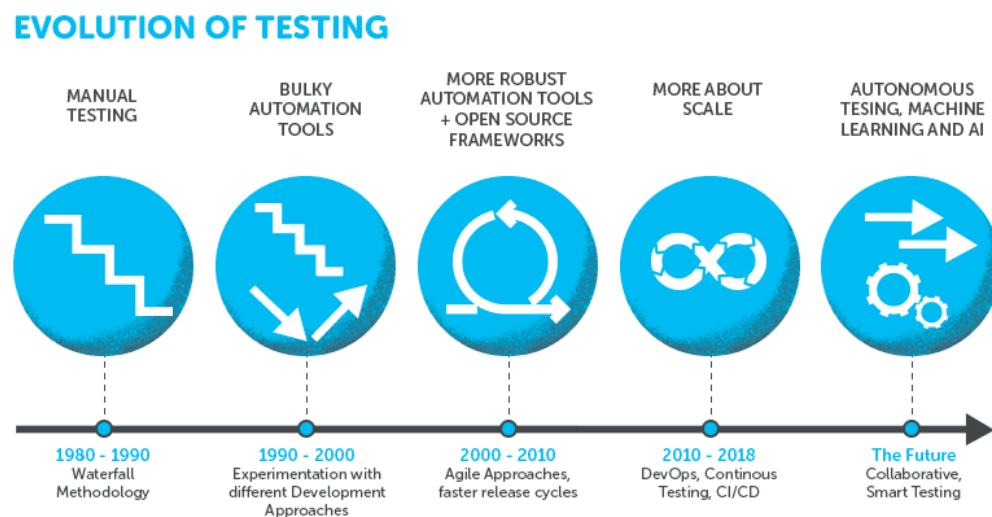 EVOLUTION OF TESTING
MANUAL
TESTING
BULKY
AUTOMATION
TOOLS
MORE ROBUST
AUTOMATION TOOLS
+ OPEN SOURCE
FRAMEWORKS
MORE ABOUT
SCALE
AUTONOMOUS
TESING, MACHINE
LEARNING AND AI
1980 - 1990
Waterfall
Methodology
1990 - 2000
Experimentation with
different Development
Approaches
2000 - 2010
Agile Approaches,
faster release cycles
2010 - 2018
DevOps, Continous
Testing, CI/CD
The Future
Collaborative,
Smart Testing